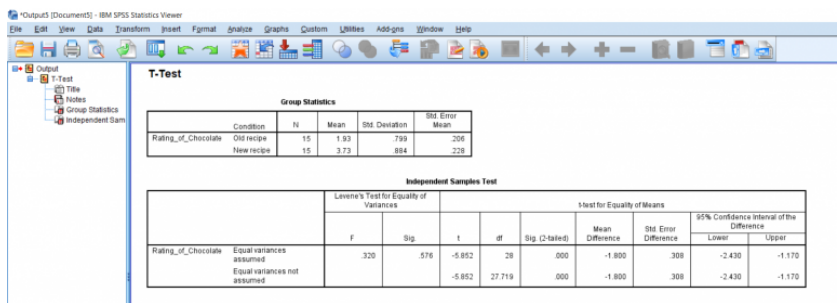 *Output5 [Document5] - IBM SPSS Statistics Viewer
File Edit View Data Transform Insert Format Analyze Graphs Custom Utilities Add-ons Window Help
Output
T-Test
Title
Notes
Group Statistics
Independent Sam
T-Test
Group Statistics
Condition N Mean Std. Deviation Std. Error Mean
Rating_of_Chocolate Old recipe 15 1.93 .799 .206
New recipe 15 3.73 .884 .228
Independent Samples Test
Levene's Test for Equality of Variances t-test for Equality of Means
95% Confidence Interval of the Difference
F Sig. t df Sig. (2-tailed) Mean Difference Std. Error Difference Lower Upper
Rating_of_Chocolate Equal variances assumed .320 .576 -5.852 28 .000 -1.800 .308 -2.430 -1.170
Equal variances not assumed -5.852 27.719 .000 -1.800 .308 -2.430 -1.170